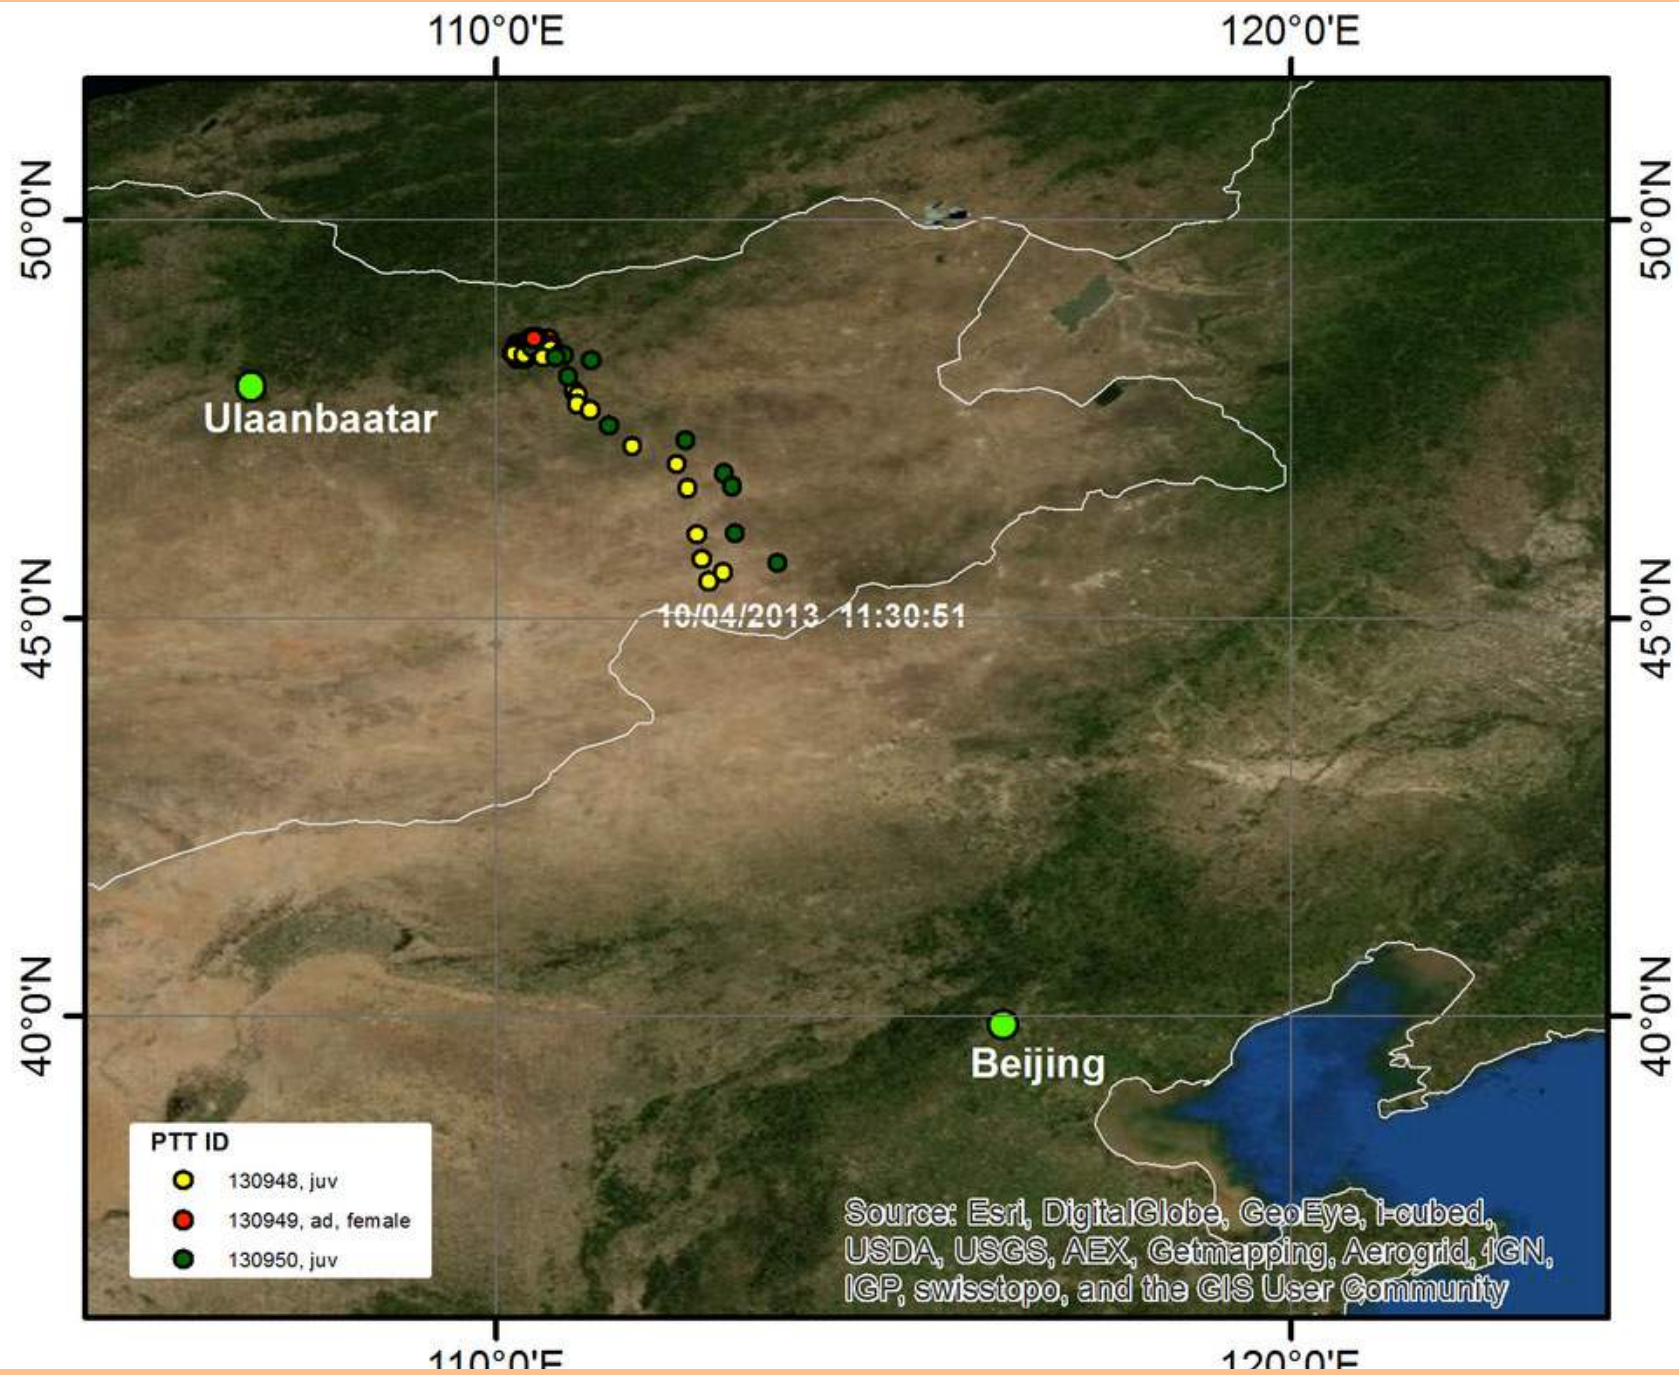 110°0'E 120°0'E
50°0'N 50°0'N
Ulaanbaatar
10/04/2013 11:30:51
45°0'N 45°0'N
40°0'N 40°0'N
Beijing
PTT ID
130948, juv
130949, ad, female
130950, juv
Source: Esri, DigitalGlobe, GeoEye, i-cubed,
USDA, USGS, AEX, Getmapping, Aerogrid, IGN,
IGP, swisstopo, and the GIS User Community
110°0'E 120°0'E